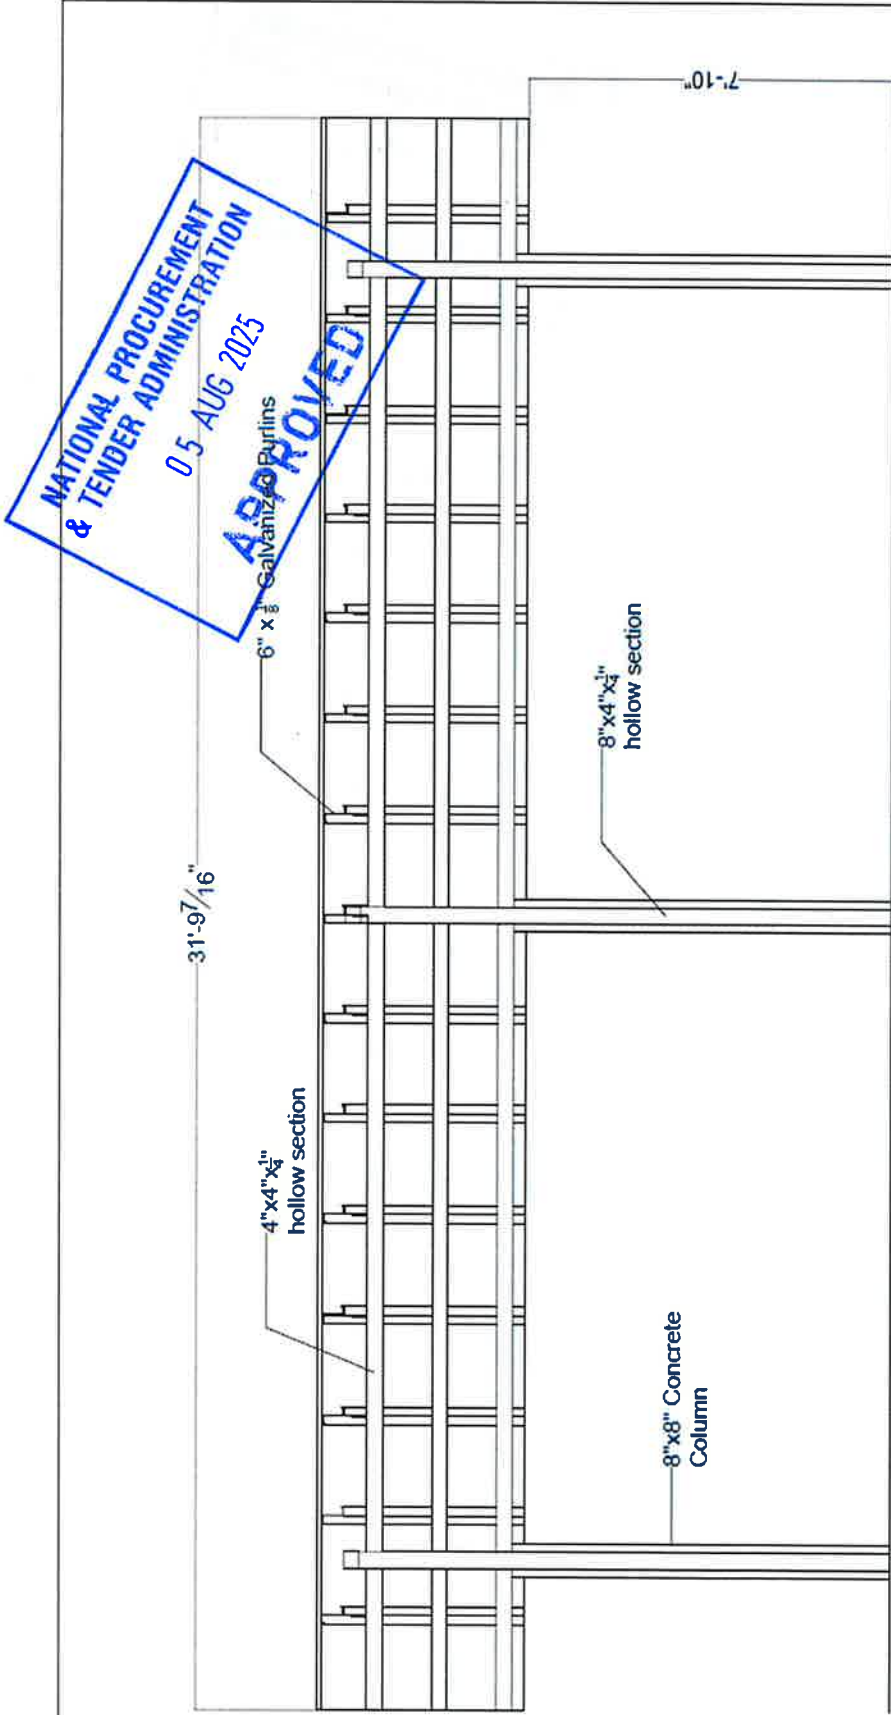 NATIONAL PROCUREMENT
& TENDER ADMINISTRATION
05 AUG 2025
APPROVED
31'-9 7/16"
6" x 1/8" Galvanized Purlins
4"x4"x1/4"
hollow section
8"x4"x1/4"
hollow section
8"x8" Concrete
Column
7'-10"